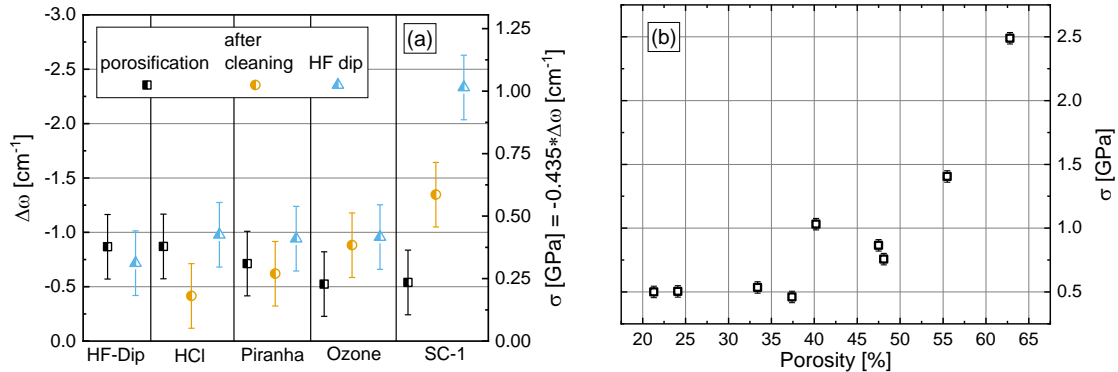 (a)
after
porosification cleaning HF dip
-3.0
-2.5
-2.0
-1.5
-1.0
-0.5
0.0
Δω [cm⁻¹]
HF-Dip HCl Piranha Ozone SC-1
1.25
1.00
0.75
0.50
0.25
0.00
σ [GPa] = -0.435*Δω [cm⁻¹]
(b)
2.5
2.0
1.5
1.0
0.5
σ [GPa]
20 25 30 35 40 45 50 55 60 65
Porosity [%]